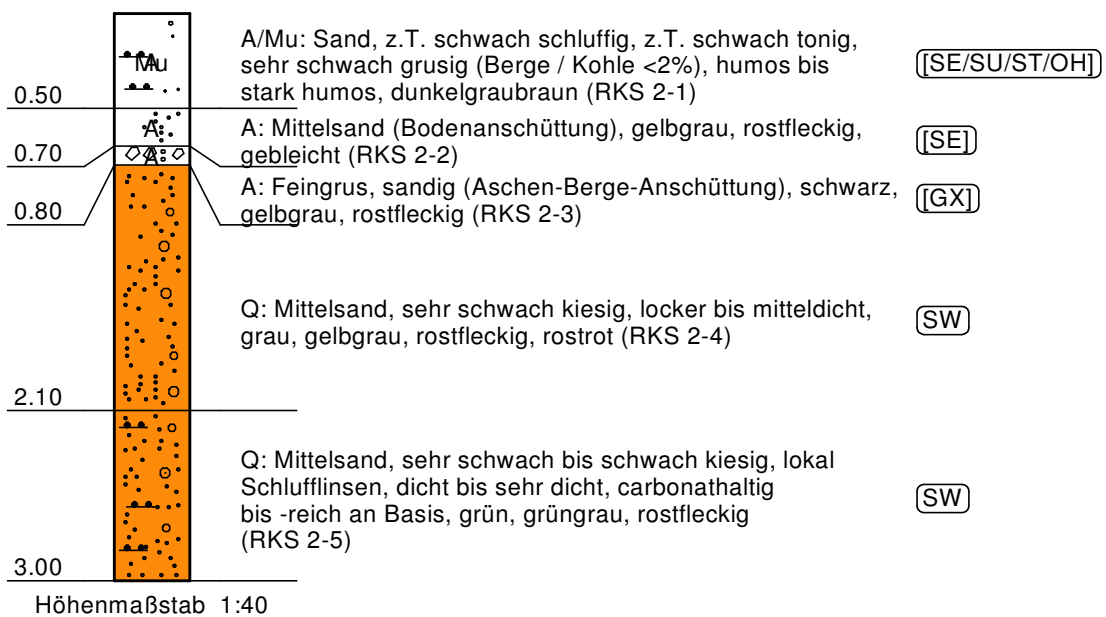 A/Mu: Sand, z.T. schwach schluffig, z.T. schwach tonig,
sehr schwach grusig (Berge / Kohle <2%), humos bis
stark humos, dunkelgraubraun (RKS 2-1)
[SE/SU/ST/OH]
Mu
A
0.50
A: Mittelsand (Bodenanschüttung), gelbgrau, rostfleckig,
gebleicht (RKS 2-2)
[SE]
A
0.70
A: Feingrus, sandig (Aschen-Berge-Anschüttung), schwarz,
gelbgrau, rostfleckig (RKS 2-3)
[GX]
A
0.80
Q: Mittelsand, sehr schwach kiesig, locker bis mitteldicht,
grau, gelbgrau, rostfleckig, rostrot (RKS 2-4)
SW
2.10
Q: Mittelsand, sehr schwach bis schwach kiesig, lokal
Schlufflinsen, dicht bis sehr dicht, carbonathaltig
bis -reich an Basis, grün, grüngrau, rostfleckig
(RKS 2-5)
SW
3.00
Höhenmaßstab 1:40